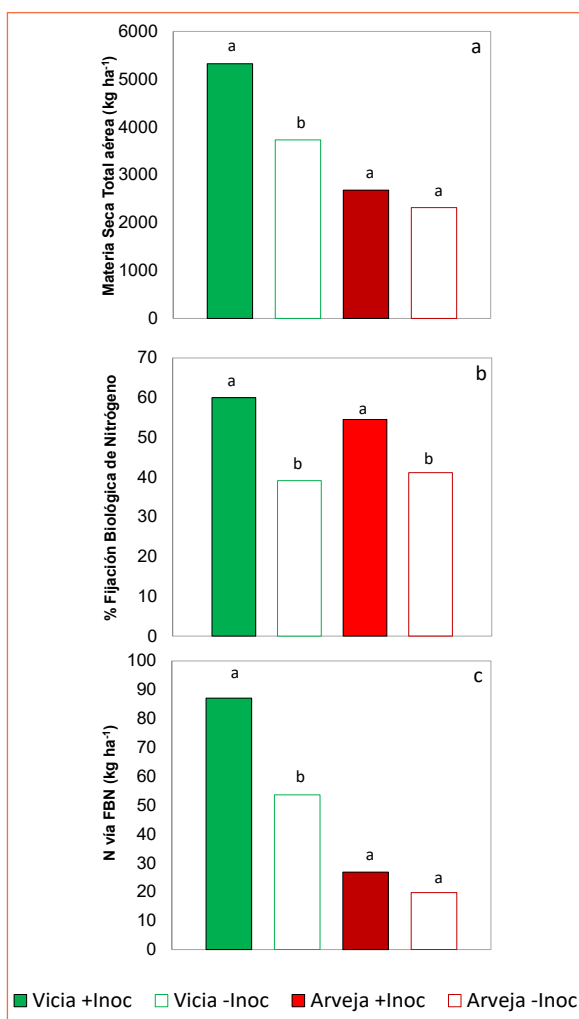 6000
5000
4000
3000
2000
1000
0
Materia Seca Total aérea (kg ha⁻¹)
a
a
b
a
a
70
60
50
40
30
20
10
0
% Fijación Biológica de Nitrógeno
b
a
b
a
b
100
90
80
70
60
50
40
30
20
10
0
N vía FBN (kg ha⁻¹)
c
a
b
a
a
Vicia +Inoc Vicia -Inoc Arveja +Inoc Arveja -Inoc